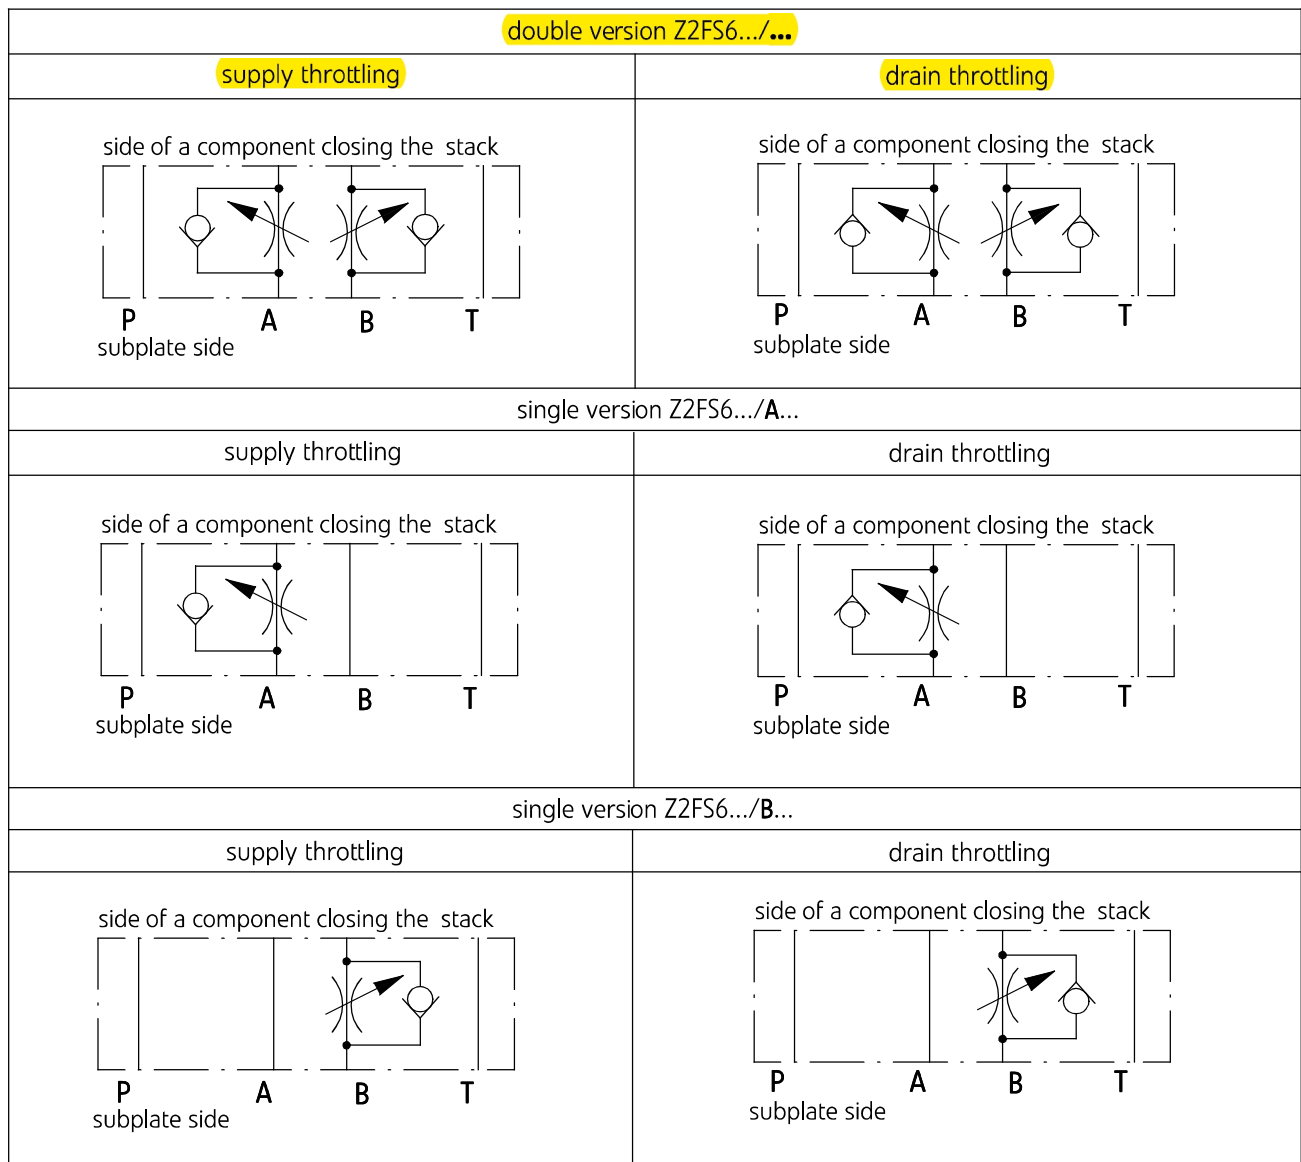 double version Z2FS6.../...
supply throttling
drain throttling
side of a component closing the stack
side of a component closing the stack
P A B T
P A B T
subplate side
subplate side
single version Z2FS6.../A...
supply throttling
drain throttling
side of a component closing the stack
side of a component closing the stack
P A B T
P A B T
subplate side
subplate side
single version Z2FS6.../B...
supply throttling
drain throttling
side of a component closing the stack
side of a component closing the stack
P A B T
P A B T
subplate side
subplate side